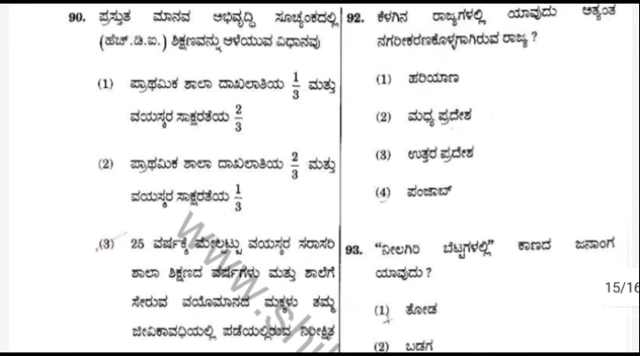 90. ಪ್ರಸ್ತುತ ಮಾನವ ಅಭಿವೃದ್ಧಿ ಸೂಚ್ಯಂಕದಲ್ಲಿ
(ಹೆಚ್.ಡಿ.ಐ.) ಶಿಕ್ಷಣವನ್ನು ಅಳೆಯುವ ವಿಧಾನವು
(1) ಪ್ರಾಥಮಿಕ ಶಾಲಾ ದಾಖಲಾತಿಯ 1/3 ಮತ್ತು
ವಯಸ್ಕರ ಸಾಕ್ಷರತೆಯ 2/3
(2) ಪ್ರಾಥಮಿಕ ಶಾಲಾ ದಾಖಲಾತಿಯ 2/3 ಮತ್ತು
ವಯಸ್ಕರ ಸಾಕ್ಷರತೆಯ 1/3
(3) 25 ವರ್ಷಕ್ಕೆ ಮೇಲ್ಪಟ್ಟು ವಯಸ್ಕರ ಸರಾಸರಿ
ಶಾಲಾ ಶಿಕ್ಷಣದ ವರ್ಷಗಳು ಮತ್ತು ಶಾಲೆಗೆ
ಸೇರುವ ವಯೋಮಾನದ ಮಕ್ಕಳು ತಮ್ಮ
ಜೀವಿಕಾವಧಿಯಲ್ಲಿ ಪಡೆಯಲ್ಲಿರುವ ನಿರೀಕ್ಷಿತ
92. ಕೆಳಗಿನ ರಾಜ್ಯಗಳಲ್ಲಿ ಯಾವುದು ಅತ್ಯಂತ
ನಗರೀಕರಣಕೊಳ್ಳಗಾಗಿರುವ ರಾಜ್ಯ ?
(1) ಹರಿಯಾಣ
(2) ಮಧ್ಯ ಪ್ರದೇಶ
(3) ಉತ್ತರ ಪ್ರದೇಶ
(4) ಪಂಜಾಬ್
93. "ನೀಲಗಿರಿ ಬೆಟ್ಟಗಳಲ್ಲಿ" ಕಾಣದ ಜನಾಂಗ
ಯಾವುದು ?
(1) ತೋಡ
(2) ಬಡಗ
15/16